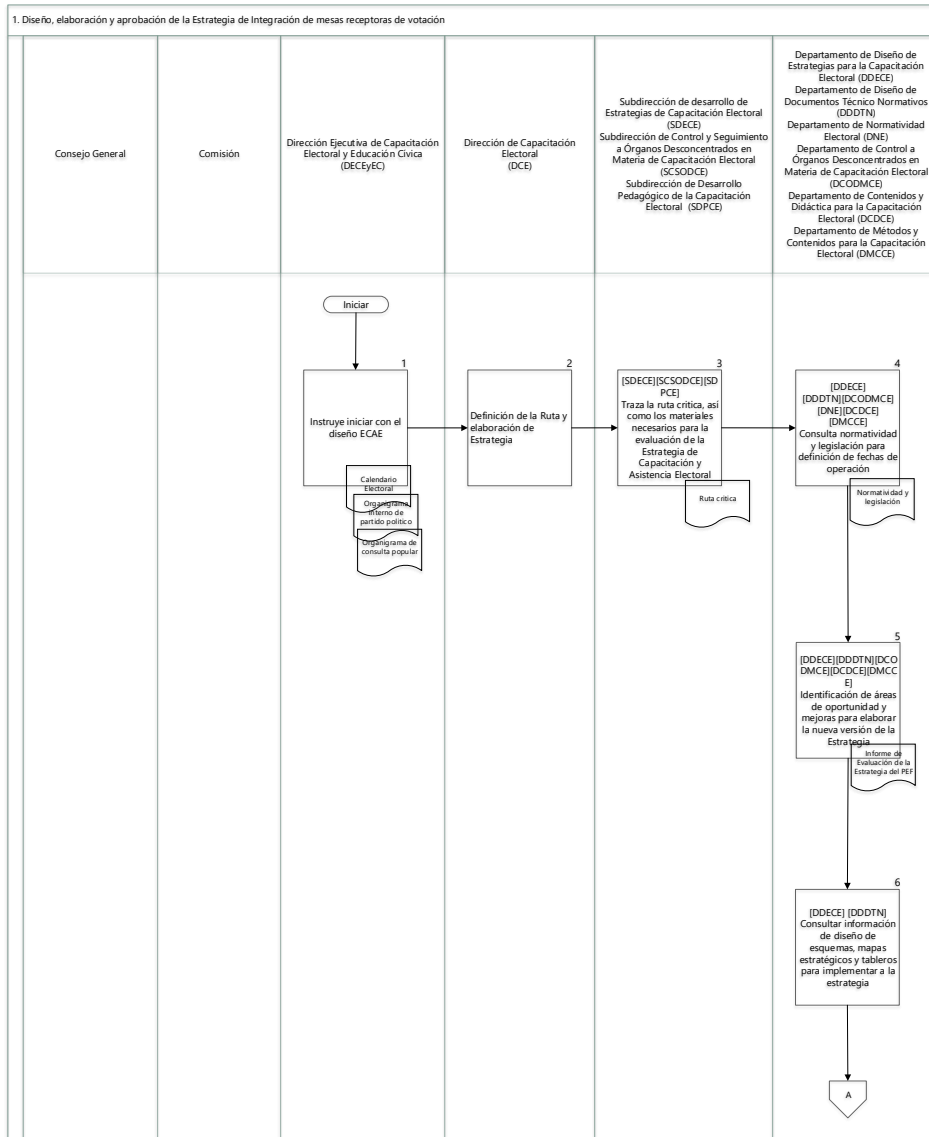 1. Diseño, elaboración y aprobación de la Estrategia de Integración de mesas receptoras de votación
Consejo General
Comisión
Dirección Ejecutiva de Capacitación
Electoral y Educación Cívica
(DECEyEC)
Dirección de Capacitación
Electoral
(DCE)
Subdirección de desarrollo de
Estrategias de Capacitación Electoral
(SDECE)
Subdirección de Control y Seguimiento
a Órganos Desconcentrados en
Materia de Capacitación Electoral
(SCSODCE)
Subdirección de Desarrollo
Pedagógico de la Capacitación
Electoral (SDPCE)
Departamento de Diseño de
Estrategias para la Capacitación
Electoral (DDECE)
Departamento de Diseño de
Documentos Técnico Normativos
(DDDTN)
Departamento de Normatividad
Electoral (DNE)
Departamento de Control a
Órganos Desconcentrados en
Materia de Capacitación Electoral
(DCODMCE)
Departamento de Contenidos y
Didáctica para la Capacitación
Electoral (DCDCE)
Departamento de Métodos y
Contenidos para la Capacitación
Electoral (DMCCE)
Iniciar
1
Instruye iniciar con el
diseño ECAE
Calendario
Electoral
Organigrama
interno de
partido político
Organigrama de
consulta popular
2
Definición de la Ruta y
elaboración de
Estrategia
3
[SDECE][SCSODCE][SD
PCE]
Traza la ruta critica, así
como los materiales
necesarios para la
evaluación de la
Estrategia de
Capacitación y
Asistencia Electoral
Ruta critica
4
[DDECE]
[DDDTN][DCODMCE]
[DNE][DCDCE]
[DMCCE]
Consulta normatividad
y legislación para
definición de fechas de
operación
Normatividad y
legislación
5
[DDECE][DDDTN][DCO
DMCE][DCDCE][DMCC
E]
Identificación de áreas
de oportunidad y
mejoras para elaborar
la nueva versión de la
Estrategia
Informe de
Evaluación de la
Estrategia del PEF
6
[DDECE] [DDDTN]
Consultar información
de diseño de
esquemas, mapas
estratégicos y tableros
para implementar a la
estrategia
A